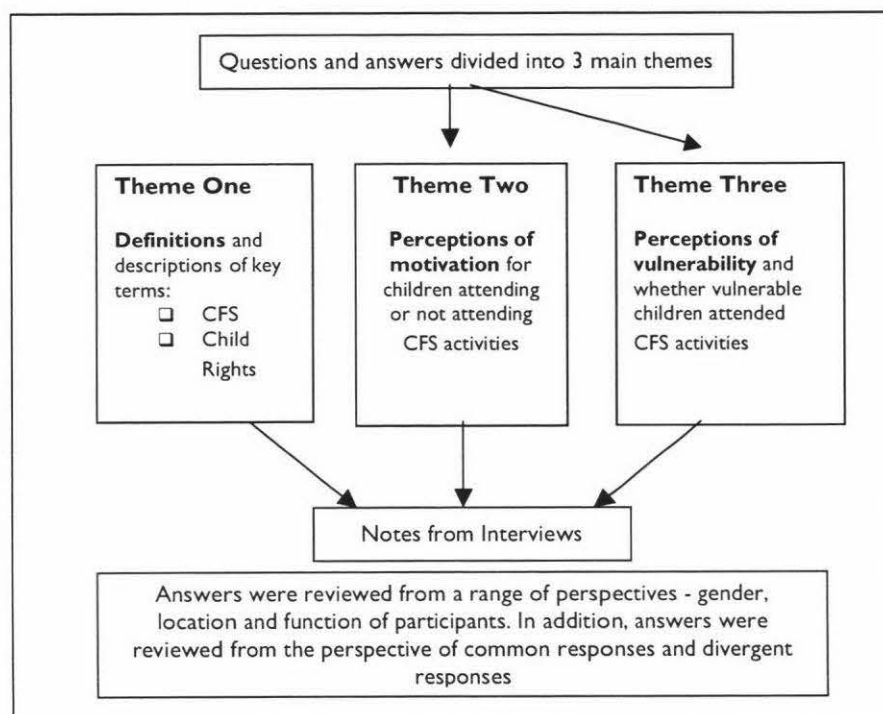 Questions and answers divided into 3 main themes
Theme One
Definitions and
descriptions of key
terms:
❑ CFS
❑ Child
Rights
Theme Two
Perceptions of
motivation for
children attending
or not attending
CFS activities
Theme Three
Perceptions of
vulnerability and
whether vulnerable
children attended
CFS activities
Notes from Interviews
Answers were reviewed from a range of perspectives - gender,
location and function of participants. In addition, answers were
reviewed from the perspective of common responses and divergent
responses